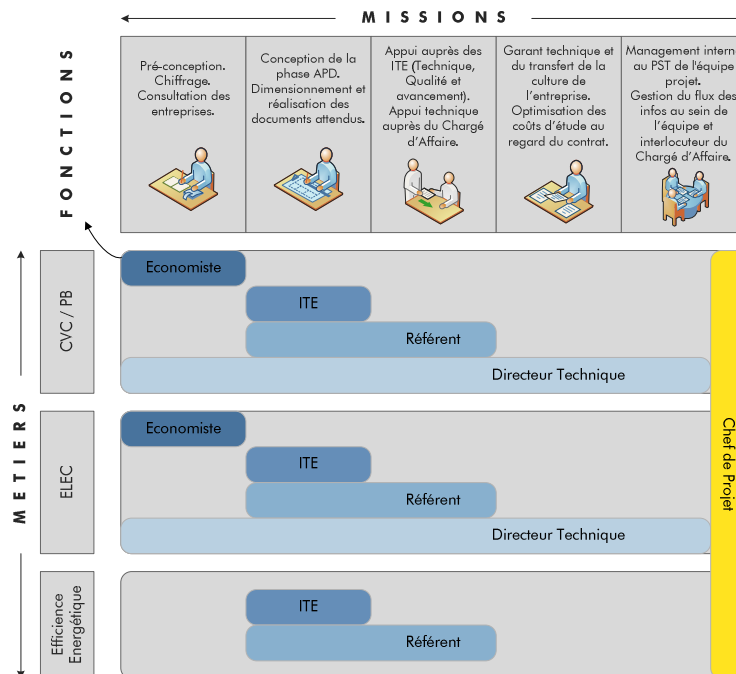 MISSIONS
FONCTIONS
Pré-conception.
Chiffrage.
Consultation des
entreprises.
Conception de la
phase APD.
Dimensionnement et
réalisation des
documents attendus.
Appui auprès des
ITE (Technique,
Qualité et
avancement).
Appui technique
auprès du Chargé
d'Affaire.
Garant technique et
du transfert de la
culture de
l'entreprise.
Optimisation des
coûts d'étude au
regard du contrat.
Management intern
au PST de l'équipe
projet.
Gestion du flux des
infos au sein de
l'équipe et
interlocuteur du
Chargé d'Affaire.
METIERS
CVC / PB
Economiste
ITE
Référent
Directeur Technique
ELEC
Economiste
ITE
Référent
Directeur Technique
Chef de Projet
Efficience
Energétique
ITE
Référent